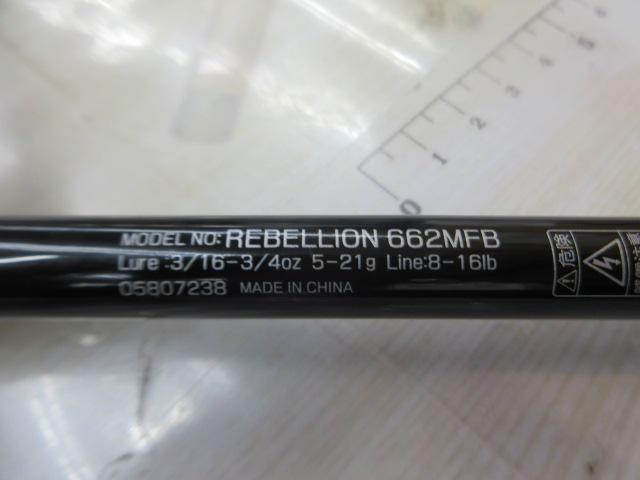 MODEL NO: REBELLION 662MFB
Lure :3/16-3/4oz 5-21g Line:8-16lb
05807238 MADE IN CHINA
危険
0 1 2 3 4 5 6